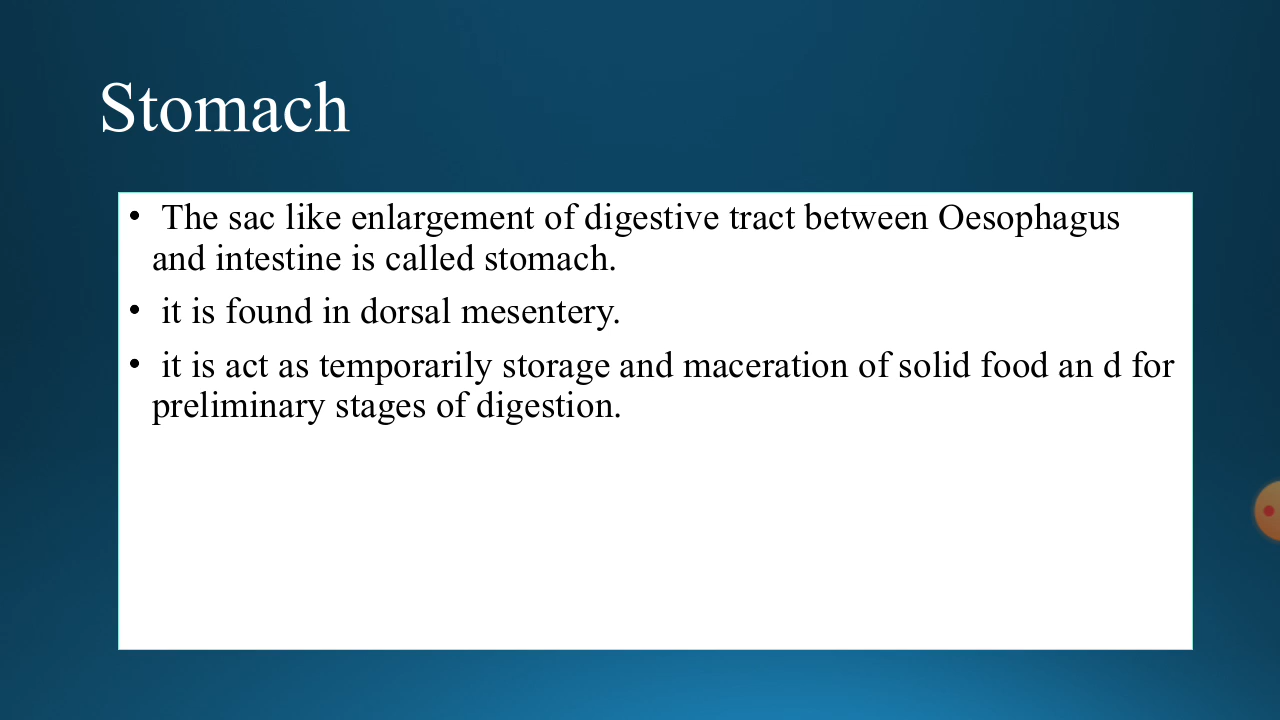 Stomach
• The sac like enlargement of digestive tract between Oesophagus
and intestine is called stomach.
• it is found in dorsal mesentery.
• it is act as temporarily storage and maceration of solid food an d for
preliminary stages of digestion.